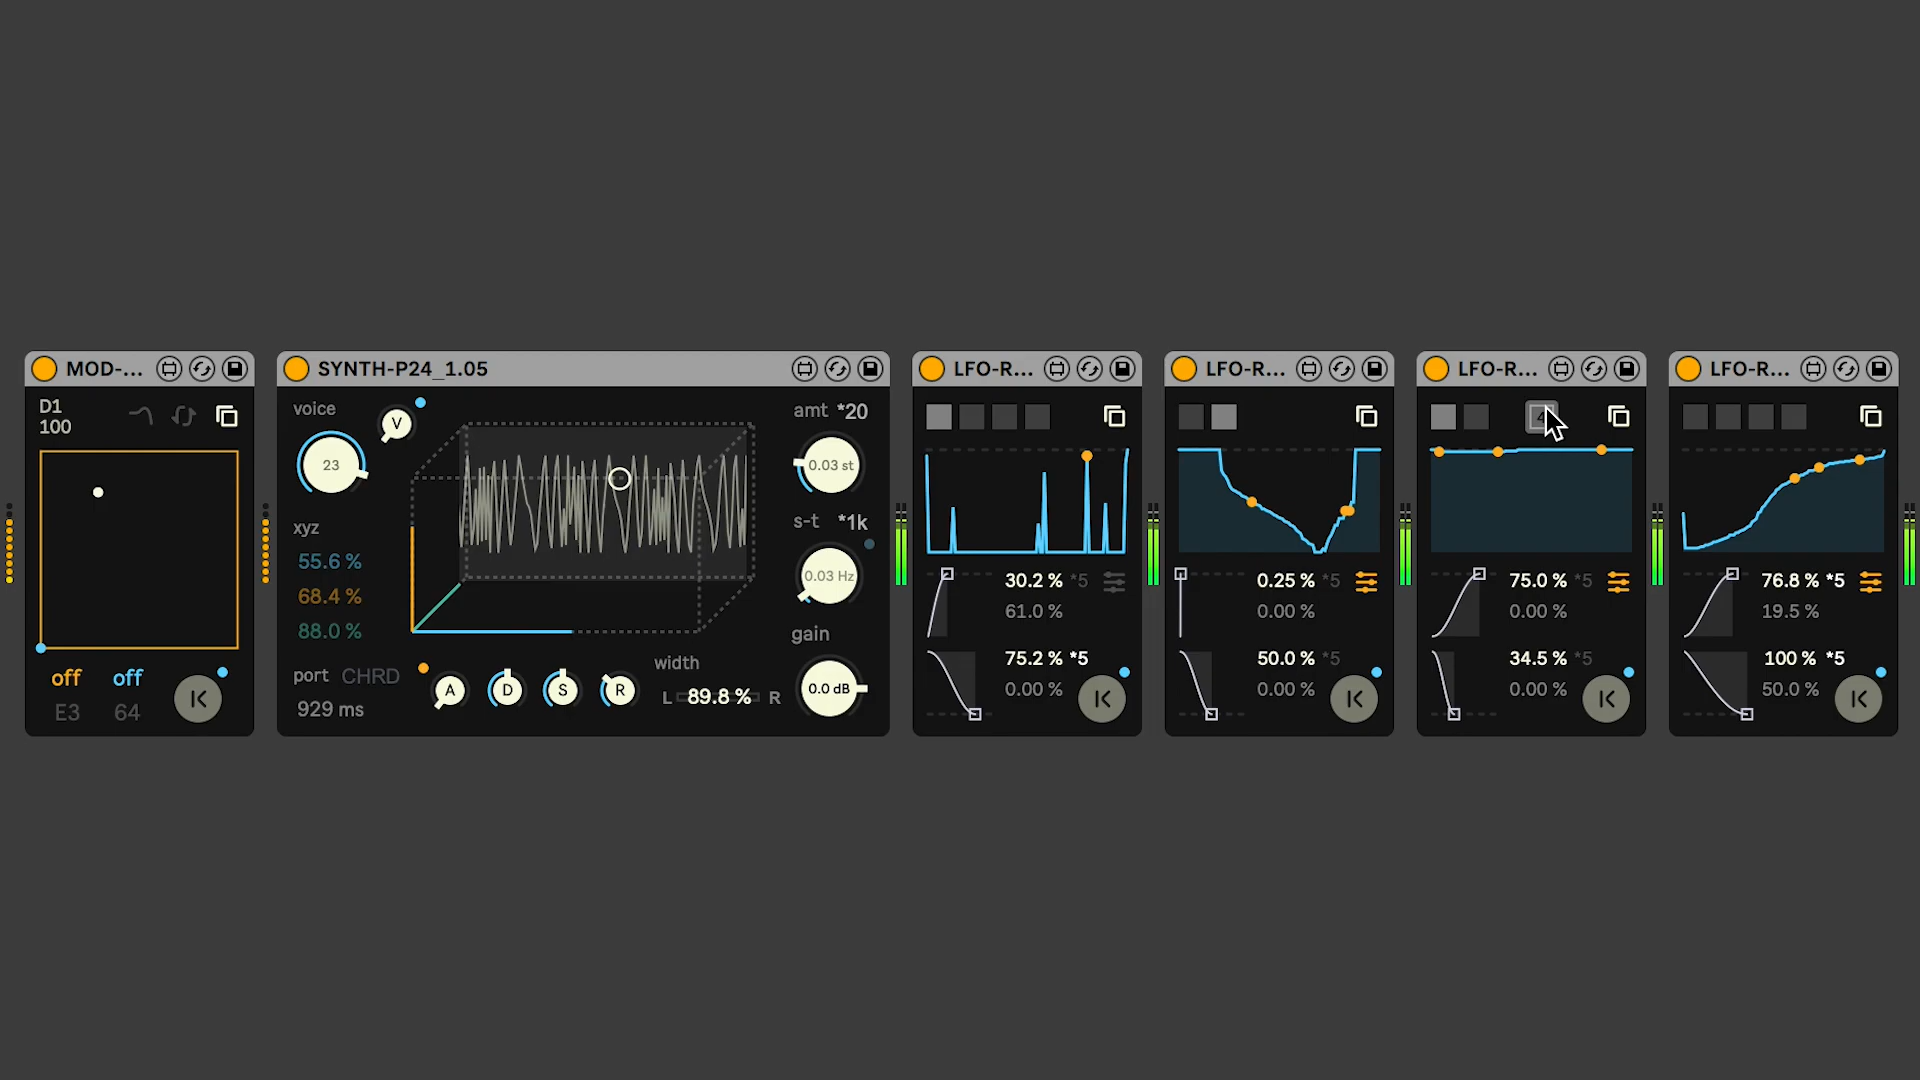 MOD-...
D1
100
off off
E3 64
SYNTH-P24_1.05
voice
V
23
xyz
55.6 %
68.4 %
88.0 %
port CHRD
929 ms
A D S R
width
L 89.8 % R
amt *20
0.03 st
s-t *1k
0.03 Hz
gain
0.0 dB
LFO-R...
30.2 % *5
61.0 %
75.2 % *5
0.00 %
LFO-R...
0.25 % *5
0.00 %
50.0 % *5
0.00 %
LFO-R...
75.0 % *5
0.00 %
34.5 % *5
0.00 %
LFO-R...
76.8 % *5
19.5 %
100 % *5
50.0 %